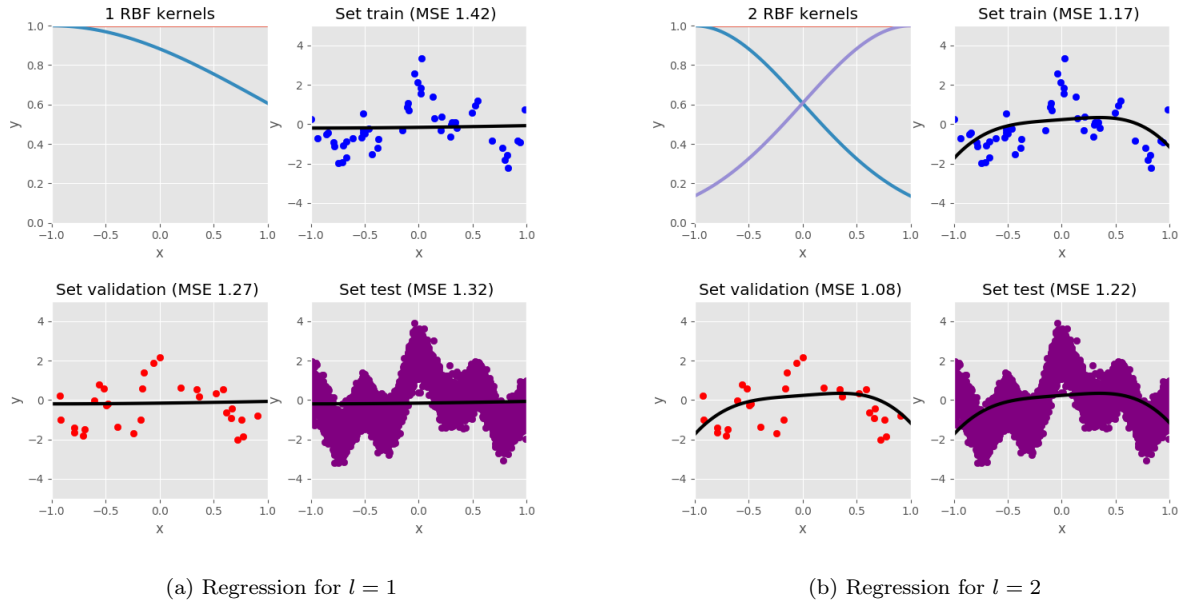 1 RBF kernels
1.0
0.8
0.6
0.4
0.2
0.0
y
−1.0 −0.5 0.0 0.5 1.0
x
Set train (MSE 1.42)
4
2
0
−2
−4
y
−1.0 −0.5 0.0 0.5 1.0
x
Set validation (MSE 1.27)
4
2
0
−2
−4
y
−1.0 −0.5 0.0 0.5 1.0
x
Set test (MSE 1.32)
4
2
0
−2
−4
y
−1.0 −0.5 0.0 0.5 1.0
x
(a) Regression for l = 1
2 RBF kernels
1.0
0.8
0.6
0.4
0.2
0.0
y
−1.0 −0.5 0.0 0.5 1.0
x
Set train (MSE 1.17)
4
2
0
−2
−4
y
−1.0 −0.5 0.0 0.5 1.0
x
Set validation (MSE 1.08)
4
2
0
−2
−4
y
−1.0 −0.5 0.0 0.5 1.0
x
Set test (MSE 1.22)
4
2
0
−2
−4
y
−1.0 −0.5 0.0 0.5 1.0
x
(b) Regression for l = 2